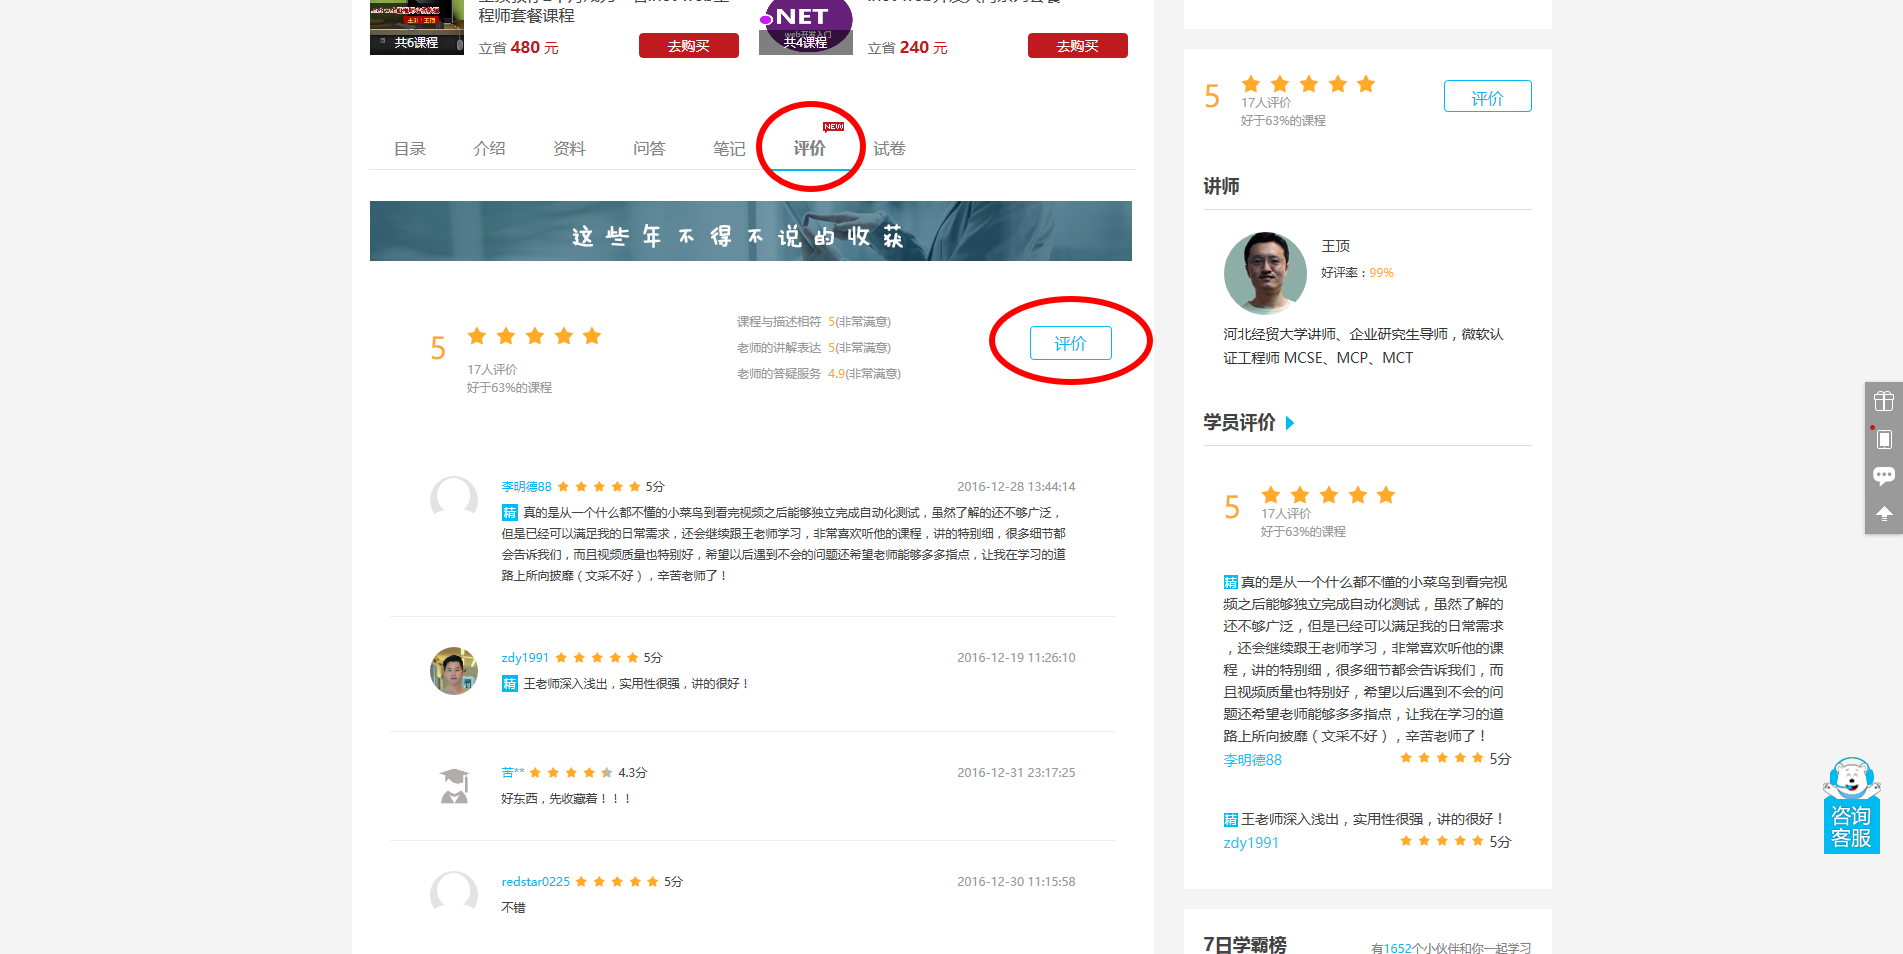 程师套餐课程
共6课程
立省 480 元
去购买
.NET
web开发入门
共4课程
立省 240 元
去购买
目录
介绍
资料
问答
笔记
评价
NEW
试卷
这些年不得不说的收获
5
17人评价
好于63%的课程
课程与描述相符 5(非常满意)
老师的讲解表达 5(非常满意)
老师的答疑服务 4.9(非常满意)
评价
李明德88 5分
2016-12-28 13:44:14
精 真的是从一个什么都不懂的小菜鸟到看完视频之后能够独立完成自动化测试，虽然了解的还不够广泛，
但是已经可以满足我的日常需求，还会继续跟王老师学习，非常喜欢听他的课程，讲的特别细，很多细节都
会告诉我们，而且视频质量也特别好，希望以后遇到不会的问题还希望老师能够多多指点，让我在学习的道
路上所向披靡（文采不好），辛苦老师了！
zdy1991 5分
2016-12-19 11:26:10
精 王老师深入浅出，实用性很强，讲的很好！
苦** 4.3分
2016-12-31 23:17:25
好东西，先收藏着！！！
redstar0225 5分
2016-12-30 11:15:58
不错
5
17人评价
好于63%的课程
评价
讲师
王顶
好评率：99%
河北经贸大学讲师、企业研究生导师，微软认
证工程师 MCSE、MCP、MCT
学员评价
5
17人评价
好于63%的课程
精 真的是从一个什么都不懂的小菜鸟到看完视
频之后能够独立完成自动化测试，虽然了解的
还不够广泛，但是已经可以满足我的日常需求
，还会继续跟王老师学习，非常喜欢听他的课
程，讲的特别细，很多细节都会告诉我们，而
且视频质量也特别好，希望以后遇到不会的问
题还希望老师能够多多指点，让我在学习的道
路上所向披靡（文采不好），辛苦老师了！
李明德88
5分
精 王老师深入浅出，实用性很强，讲的很好！
zdy1991
5分
7日学霸榜
有1652个小伙伴和你一起学习
咨询
客服